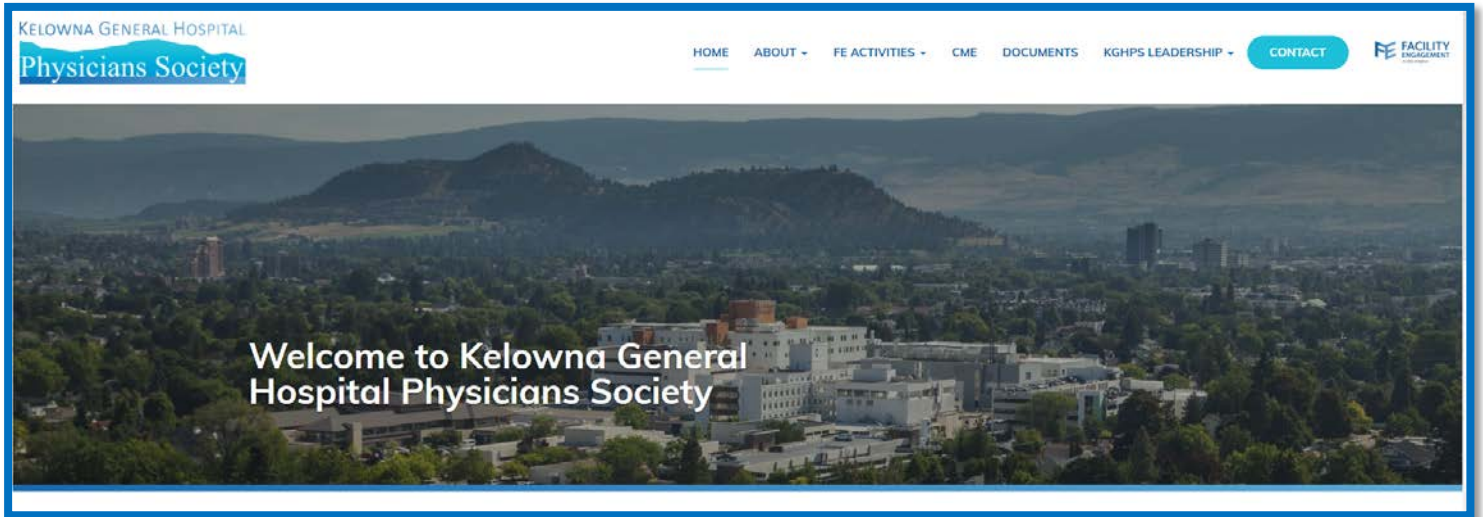 KELOWNA GENERAL HOSPITAL
Physicians Society
HOME ABOUT FE ACTIVITIES CME DOCUMENTS KGHPS LEADERSHIP CONTACT
FACILITY
ENGAGEMENT
Welcome to Kelowna General
Hospital Physicians Society